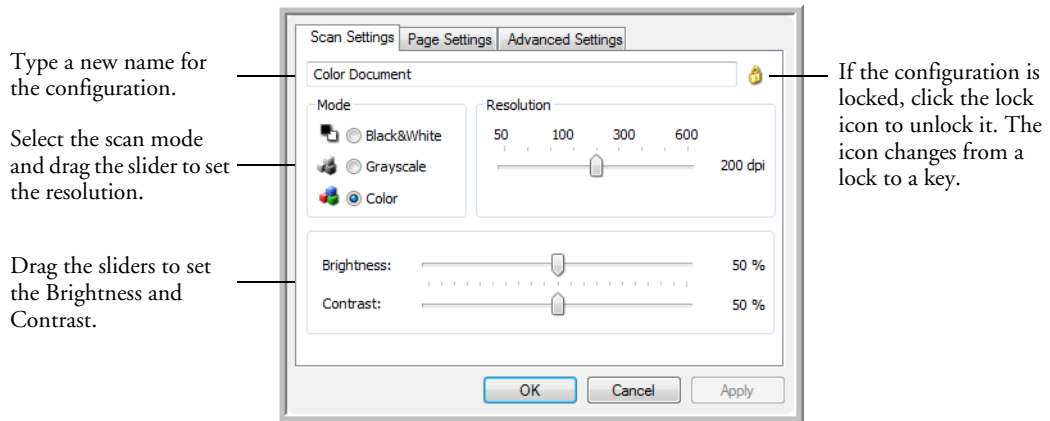 Type a new name for
the configuration.
Select the scan mode
and drag the slider to set
the resolution.
Drag the sliders to set
the Brightness and
Contrast.
Scan Settings Page Settings Advanced Settings
Color Document
Mode
Black&White
Grayscale
Color
Resolution
50 100 300 600
200 dpi
Brightness: 50 %
Contrast: 50 %
OK Cancel Apply
If the configuration is
locked, click the lock
icon to unlock it. The
icon changes from a
lock to a key.